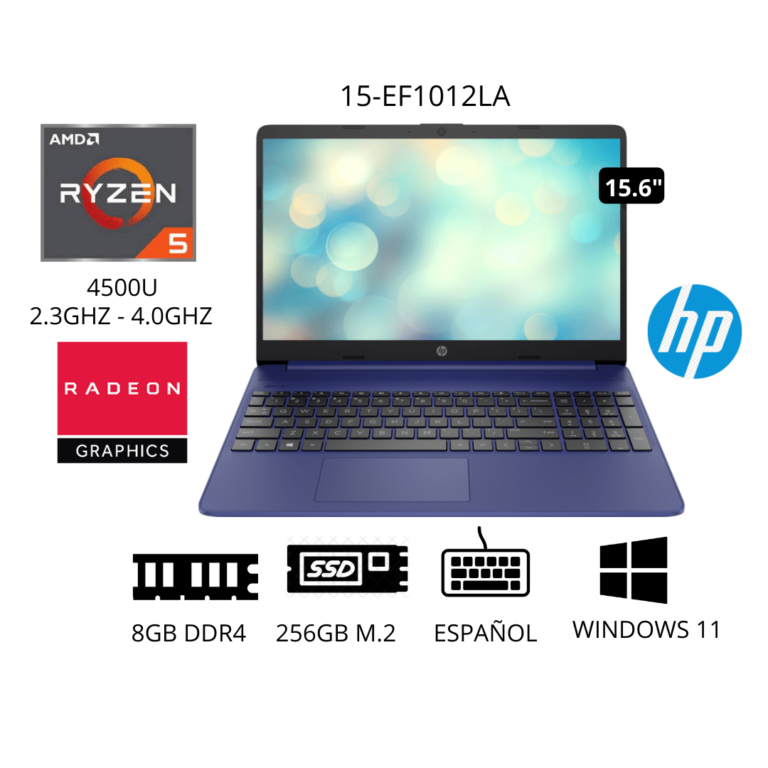 15-EF1012LA
AMD
RYZEN
5
15.6"
4500U
2.3GHZ - 4.0GHZ
hp
RADEON
GRAPHICS
hp
SSD
8GB DDR4
256GB M.2
ESPAÑOL
WINDOWS 11